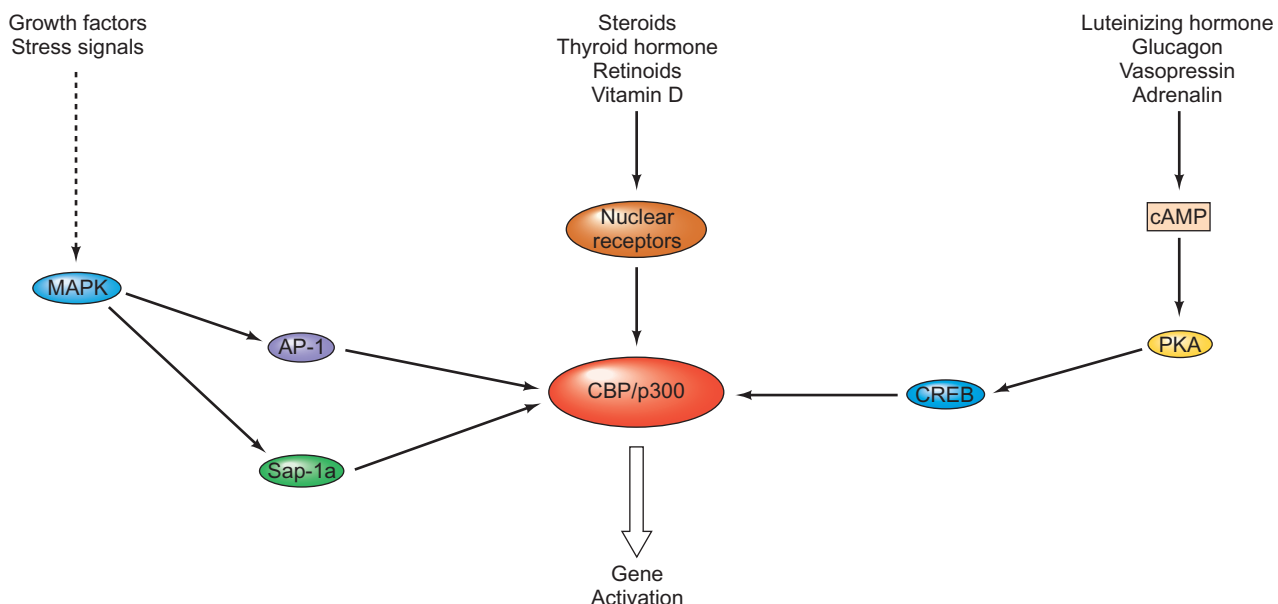 Growth factors
Stress signals
Steroids
Thyroid hormone
Retinoids
Vitamin D
Luteinizing hormone
Glucagon
Vasopressin
Adrenalin
Nuclear
receptors
cAMP
MAPK
AP-1
PKA
CBP/p300
CREB
Sap-1a
Gene
Activation